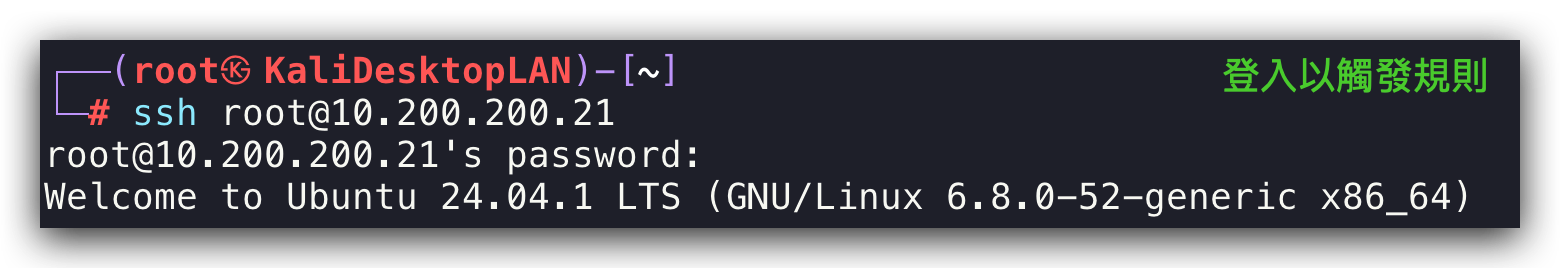 ┌──(root㉿KaliDesktopLAN)-[~]
登入以觸發規則
└─# ssh root@10.200.200.21
root@10.200.200.21's password:
Welcome to Ubuntu 24.04.1 LTS (GNU/Linux 6.8.0-52-generic x86_64)